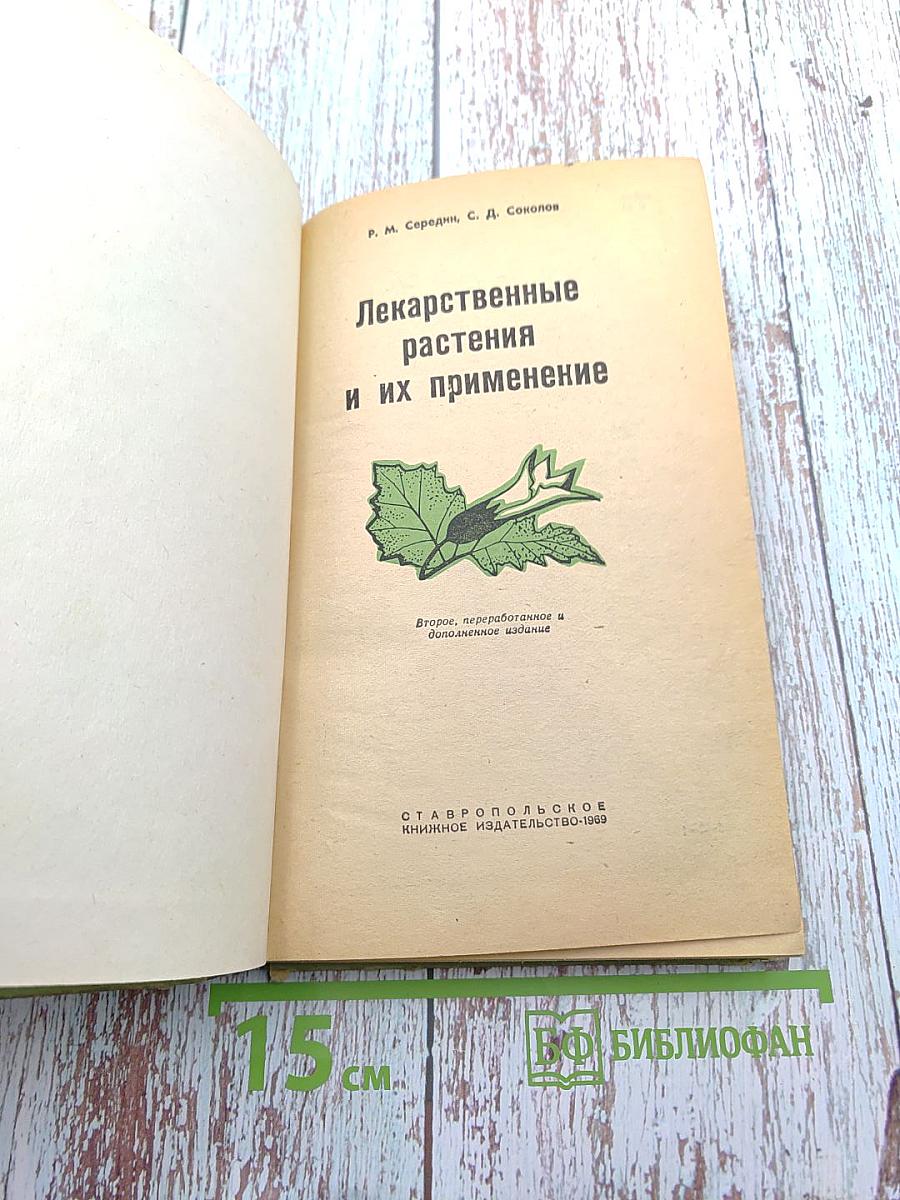 Р. М. Середин, С. Д. Соколов
Лекарственные
растения
и их применение
Второе, переработанное и
дополненное издание
СТАВРОПОЛЬСКОЕ
КНИЖНОЕ ИЗДАТЕЛЬСТВО-1969
15 см
БФ БИБЛИОФАН